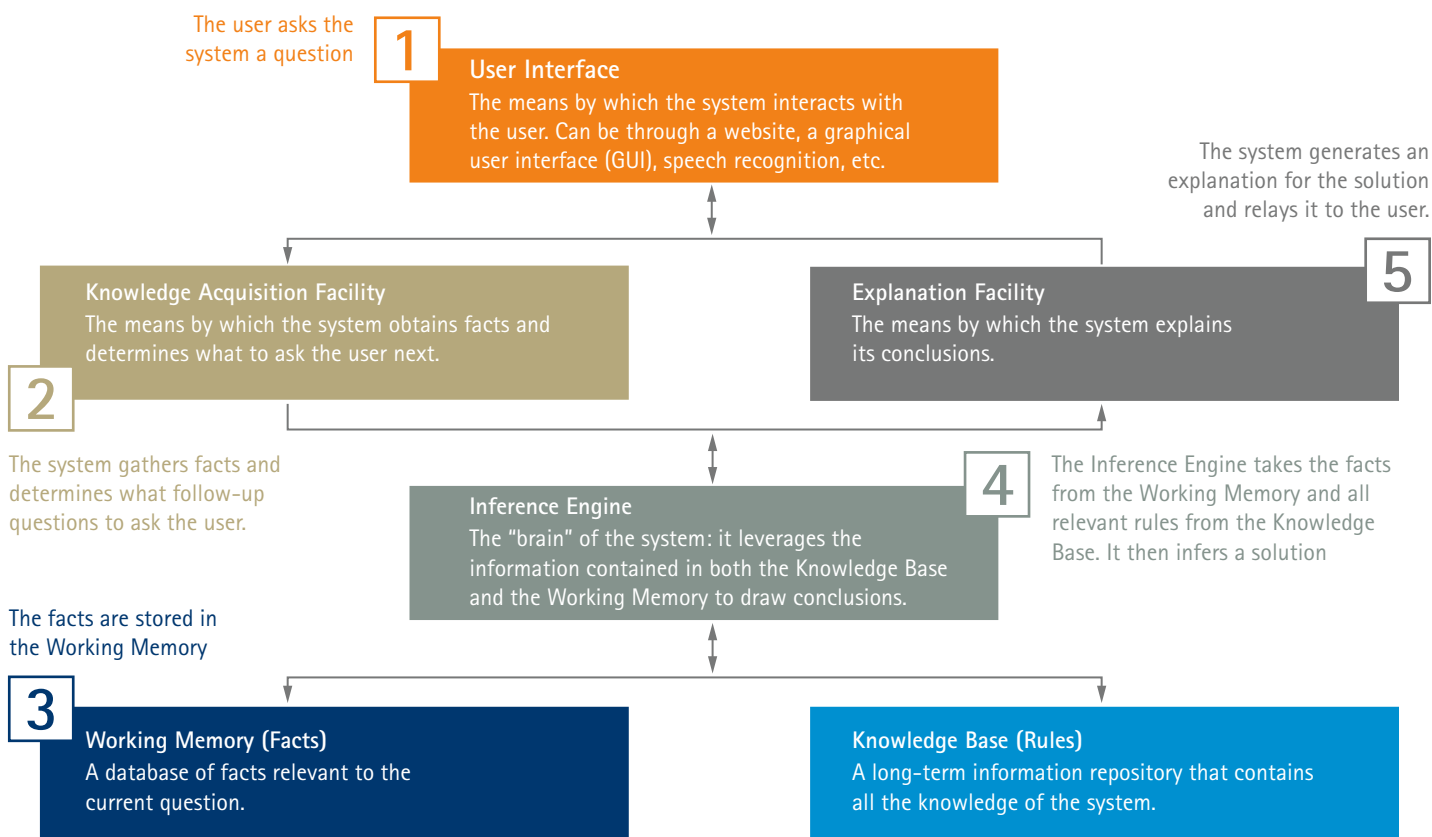 The user asks the
system a question
1
User Interface
The means by which the system interacts with
the user. Can be through a website, a graphical
user interface (GUI), speech recognition, etc.
The system generates an
explanation for the solution
and relays it to the user.
5
Knowledge Acquisition Facility
The means by which the system obtains facts and
determines what to ask the user next.
2
Explanation Facility
The means by which the system explains
its conclusions.
The system gathers facts and
determines what follow-up
questions to ask the user.
Inference Engine
The “brain” of the system: it leverages the
information contained in both the Knowledge Base
and the Working Memory to draw conclusions.
4
The Inference Engine takes the facts
from the Working Memory and all
relevant rules from the Knowledge
Base. It then infers a solution
The facts are stored in
the Working Memory
3
Working Memory (Facts)
A database of facts relevant to the
current question.
Knowledge Base (Rules)
A long-term information repository that contains
all the knowledge of the system.